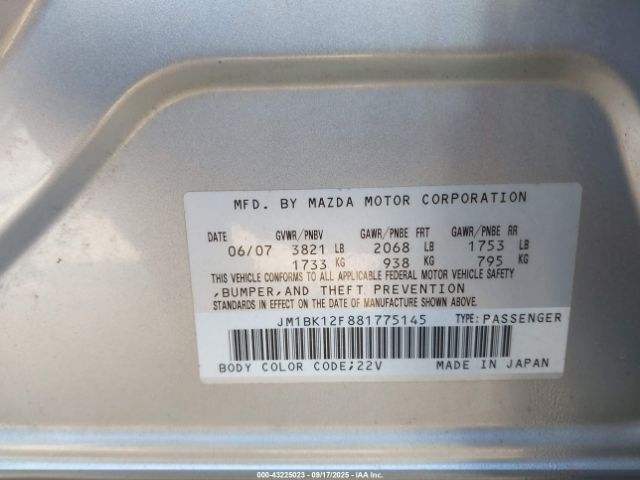 MFD. BY MAZDA MOTOR CORPORATION
DATE GVWR/PNBV GAWR/PNBE FRT GAWR/PNBE RR
06/07 3821 LB 2068 LB 1753 LB
1733 KG 938 KG 795 KG
THIS VEHICLE CONFORMS TO ALL APPLICABLE FEDERAL MOTOR VEHICLE SAFETY
,BUMPER,AND THEFT PREVENTION
STANDARDS IN EFFECT ON THE DATE OF MANUFACTURE SHOWN ABOVE.
JM1BK12F881775145 TYPE:PASSENGER
BODY COLOR CODE;22V MADE IN JAPAN
000-43225023 - 09/17/2025 - Copyright © 2025 IAA, Inc.